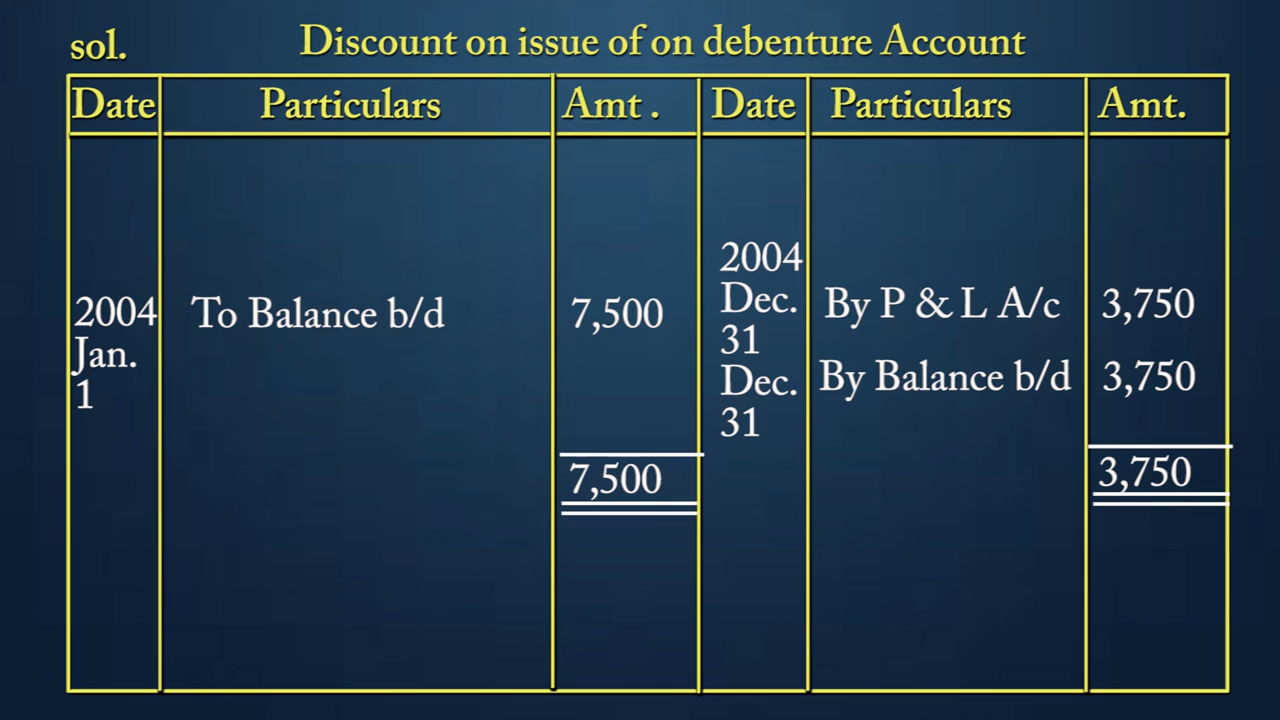 sol. Discount on issue of on debenture Account
Date Particulars Amt . Date Particulars Amt.
2004 Jan. 1 To Balance b/d 7,500
2004 Dec. 31 By P & L A/c 3,750
Dec. 31 By Balance b/d 3,750
7,500 3,750